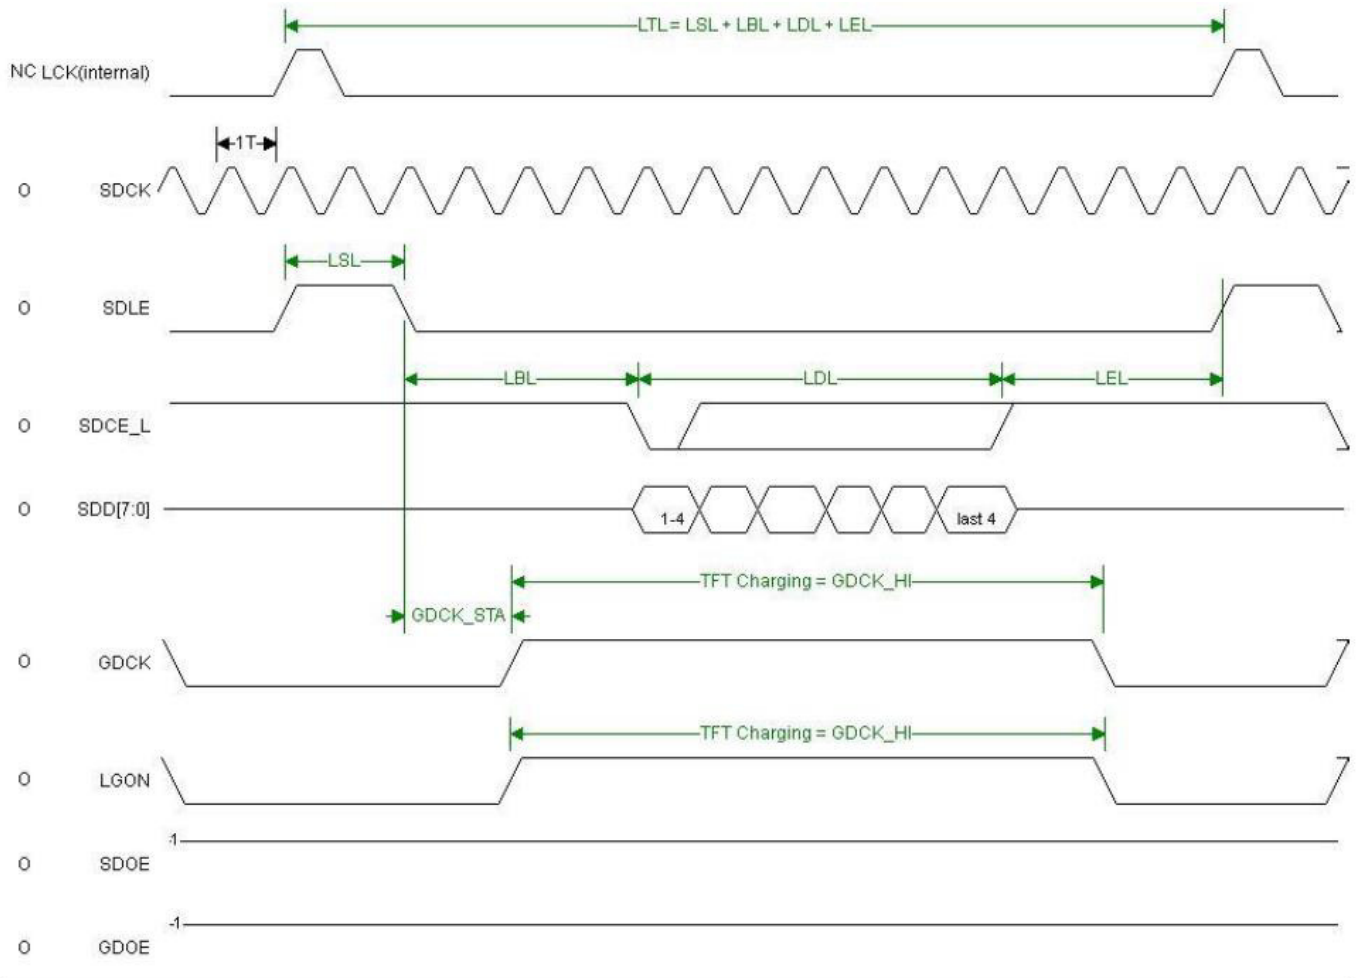 LTL= LSL + LBL + LDL + LEL
NC LCK(internal)
1T
O SDCK
LSL
O SDLE
LBL LDL LEL
O SDCE_L
O SDD[7:0] 1-4 last 4
TFT Charging = GDCK_HI
GDCK_STA
O GDCK
TFT Charging = GDCK_HI
O LGON
-1
O SDOE
-1
O GDOE